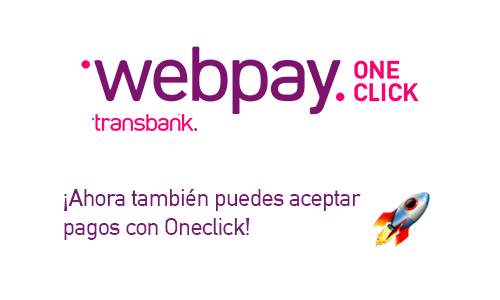 webpay. ONE
CLICK
transbank.
¡Ahora también puedes aceptar
pagos con Oneclick!